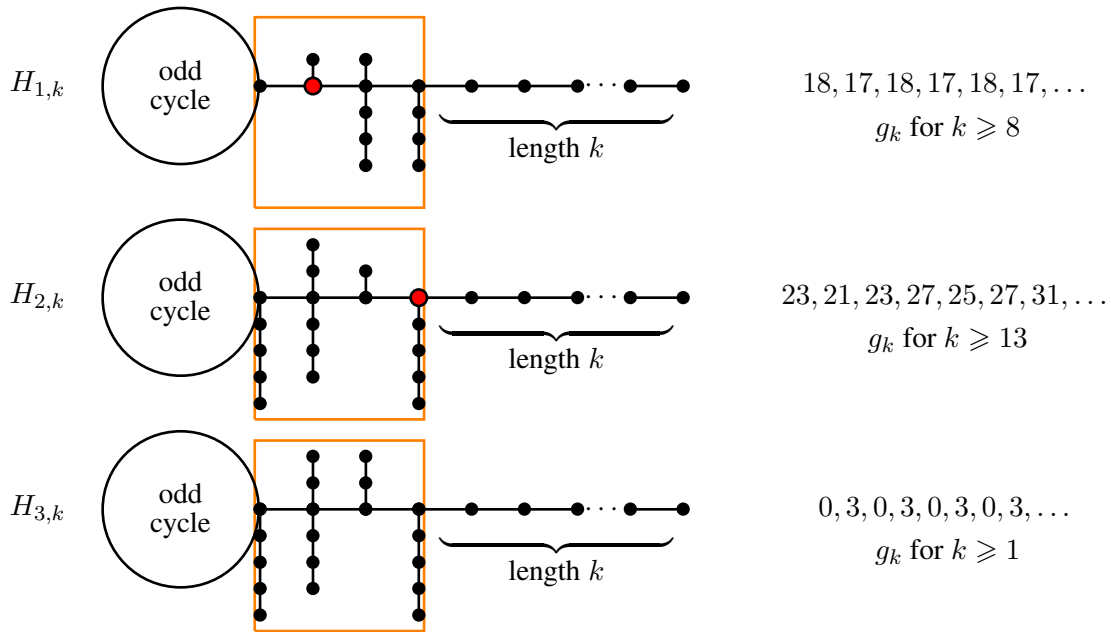 H_{1,k}
odd
cycle
· · ·
length k
18, 17, 18, 17, 18, 17, . . .
g_k for k ⩾ 8
H_{2,k}
odd
cycle
· · ·
length k
23, 21, 23, 27, 25, 27, 31, . . .
g_k for k ⩾ 13
H_{3,k}
odd
cycle
· · ·
length k
0, 3, 0, 3, 0, 3, 0, 3, . . .
g_k for k ⩾ 1